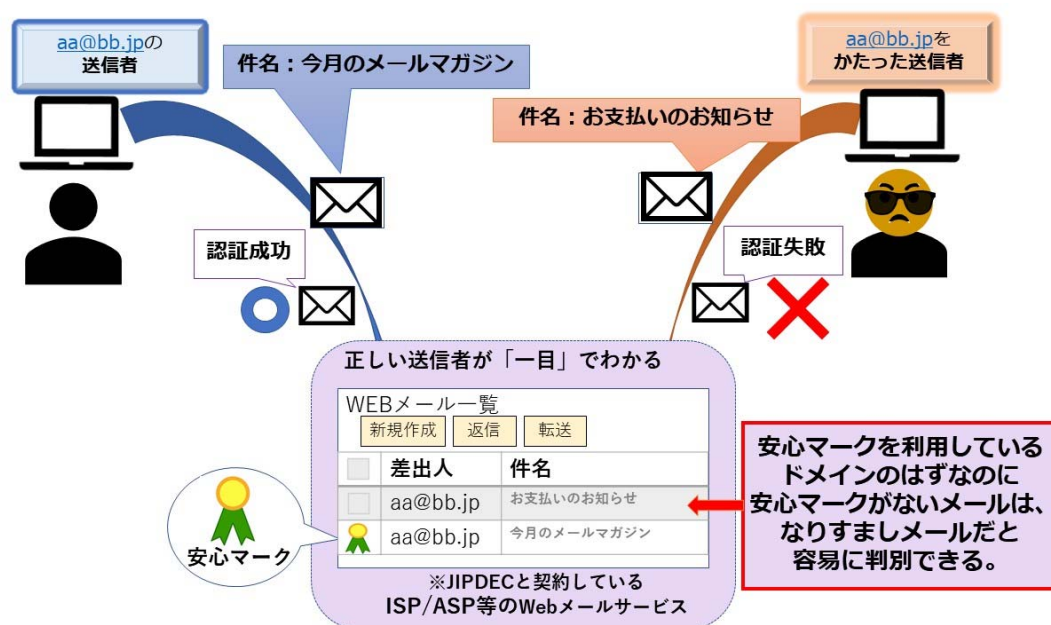 aa@bb.jpの
送信者
件名：今月のメールマガジン
aa@bb.jpを
かたった送信者
件名：お支払いのお知らせ
認証成功
認証失敗
正しい送信者が「一目」でわかる
WEBメール一覧
新規作成 返信 転送
差出人 件名
aa@bb.jp お支払いのお知らせ
aa@bb.jp 今月のメールマガジン
安心マーク
※JIPDECと契約している
ISP/ASP等のWebメールサービス
安心マークを利用している
ドメインのはずなのに
安心マークがないメールは、
なりすましメールだと
容易に判別できる。